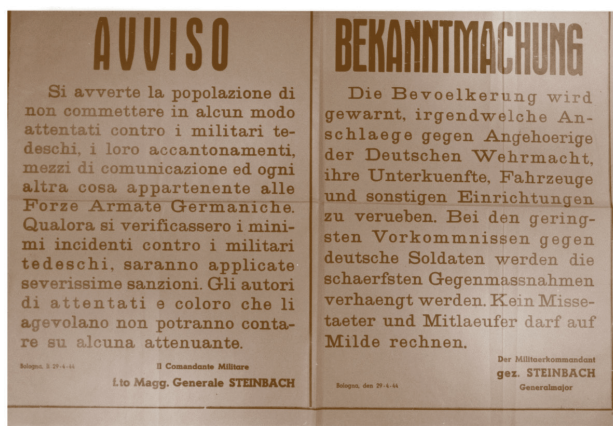 AVVISO
Si avverte la popolazione di
non commettere in alcun modo
attentati contro i militari te-
deschi, i loro accantonamenti,
mezzi di comunicazione ed ogni
altra cosa appartenente alle
Forze Armate Germaniche.
Qualora si verificassero i mini-
mi incidenti contro i militari
tedeschi, saranno applicate
severissime sanzioni. Gli autori
di attentati e coloro che li
agevolano non potranno conta-
re su alcuna attenuante.
Bologna, li 29-4-44
Il Comandante Militare
f.to Magg. Generale STEINBACH
BEKANNTMACHUNG
Die Bevoelkerung wird
gewarnt, irgendwelche An-
schlaege gegen Angehoerige
der Deutschen Wehrmacht,
ihre Unterkuenfte, Fahrzeuge
und sonstigen Einrichtungen
zu verueben. Bei den gering-
sten Vorkommnissen gegen
deutsche Soldaten werden die
schaerfsten Gegenmassnahmen
verhaengt werden. Kein Misse-
taeter und Mitlaeufer darf auf
Milde rechnen.
Der Militaerkommandant
gez. STEINBACH
Bologna, den 29-4-44
Generalmajor